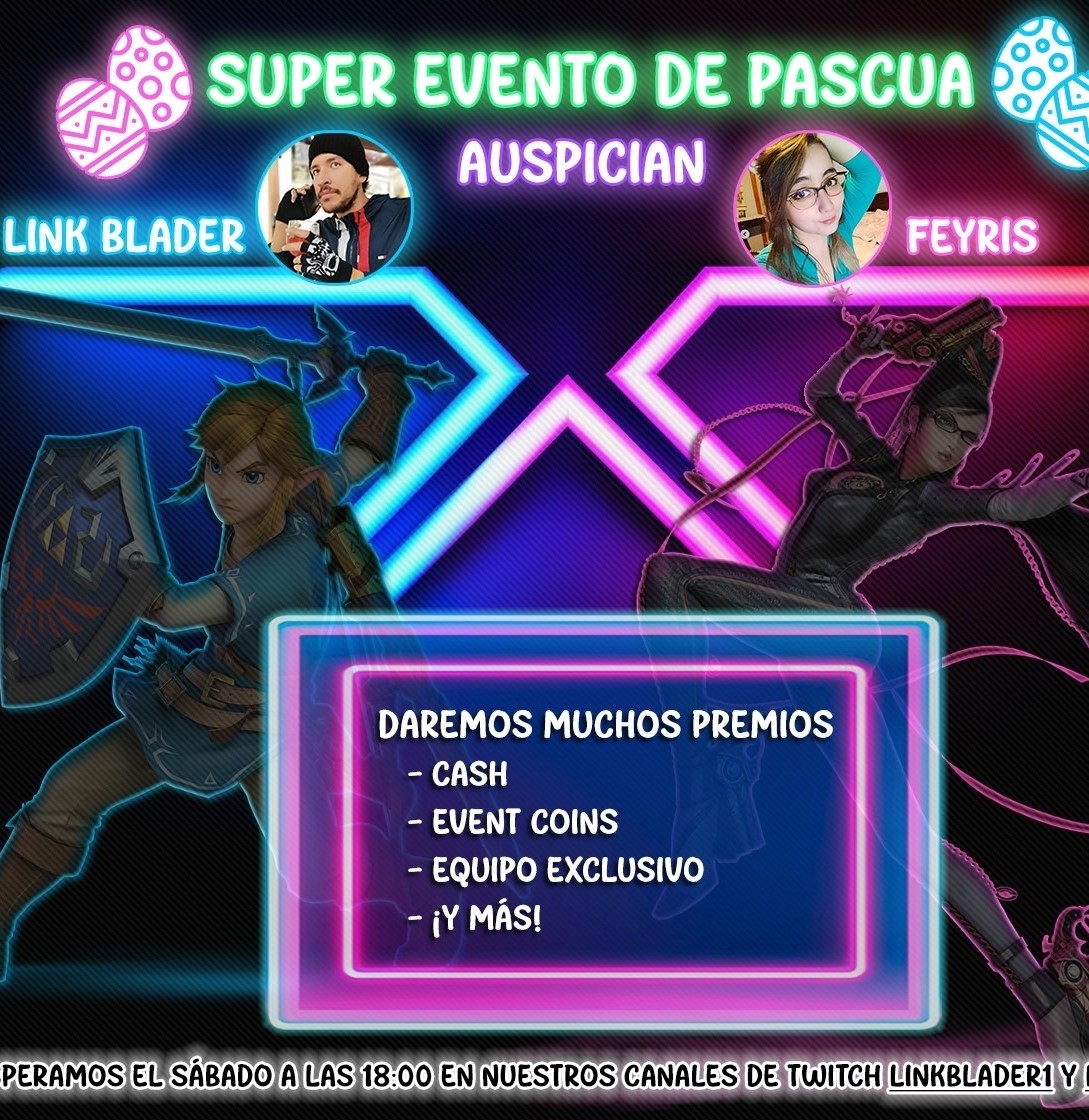 SUPER EVENTO DE PASCUA
AUSPICIAN
LINK BLADER
FEYRIS
DAREMOS MUCHOS PREMIOS
- CASH
- EVENT COINS
- EQUIPO EXCLUSIVO
- ¡Y MÁS!
PERAMOS EL SÁBADO A LAS 18:00 EN NUESTROS CANALES DE TWITCH LINKBLADER1 Y